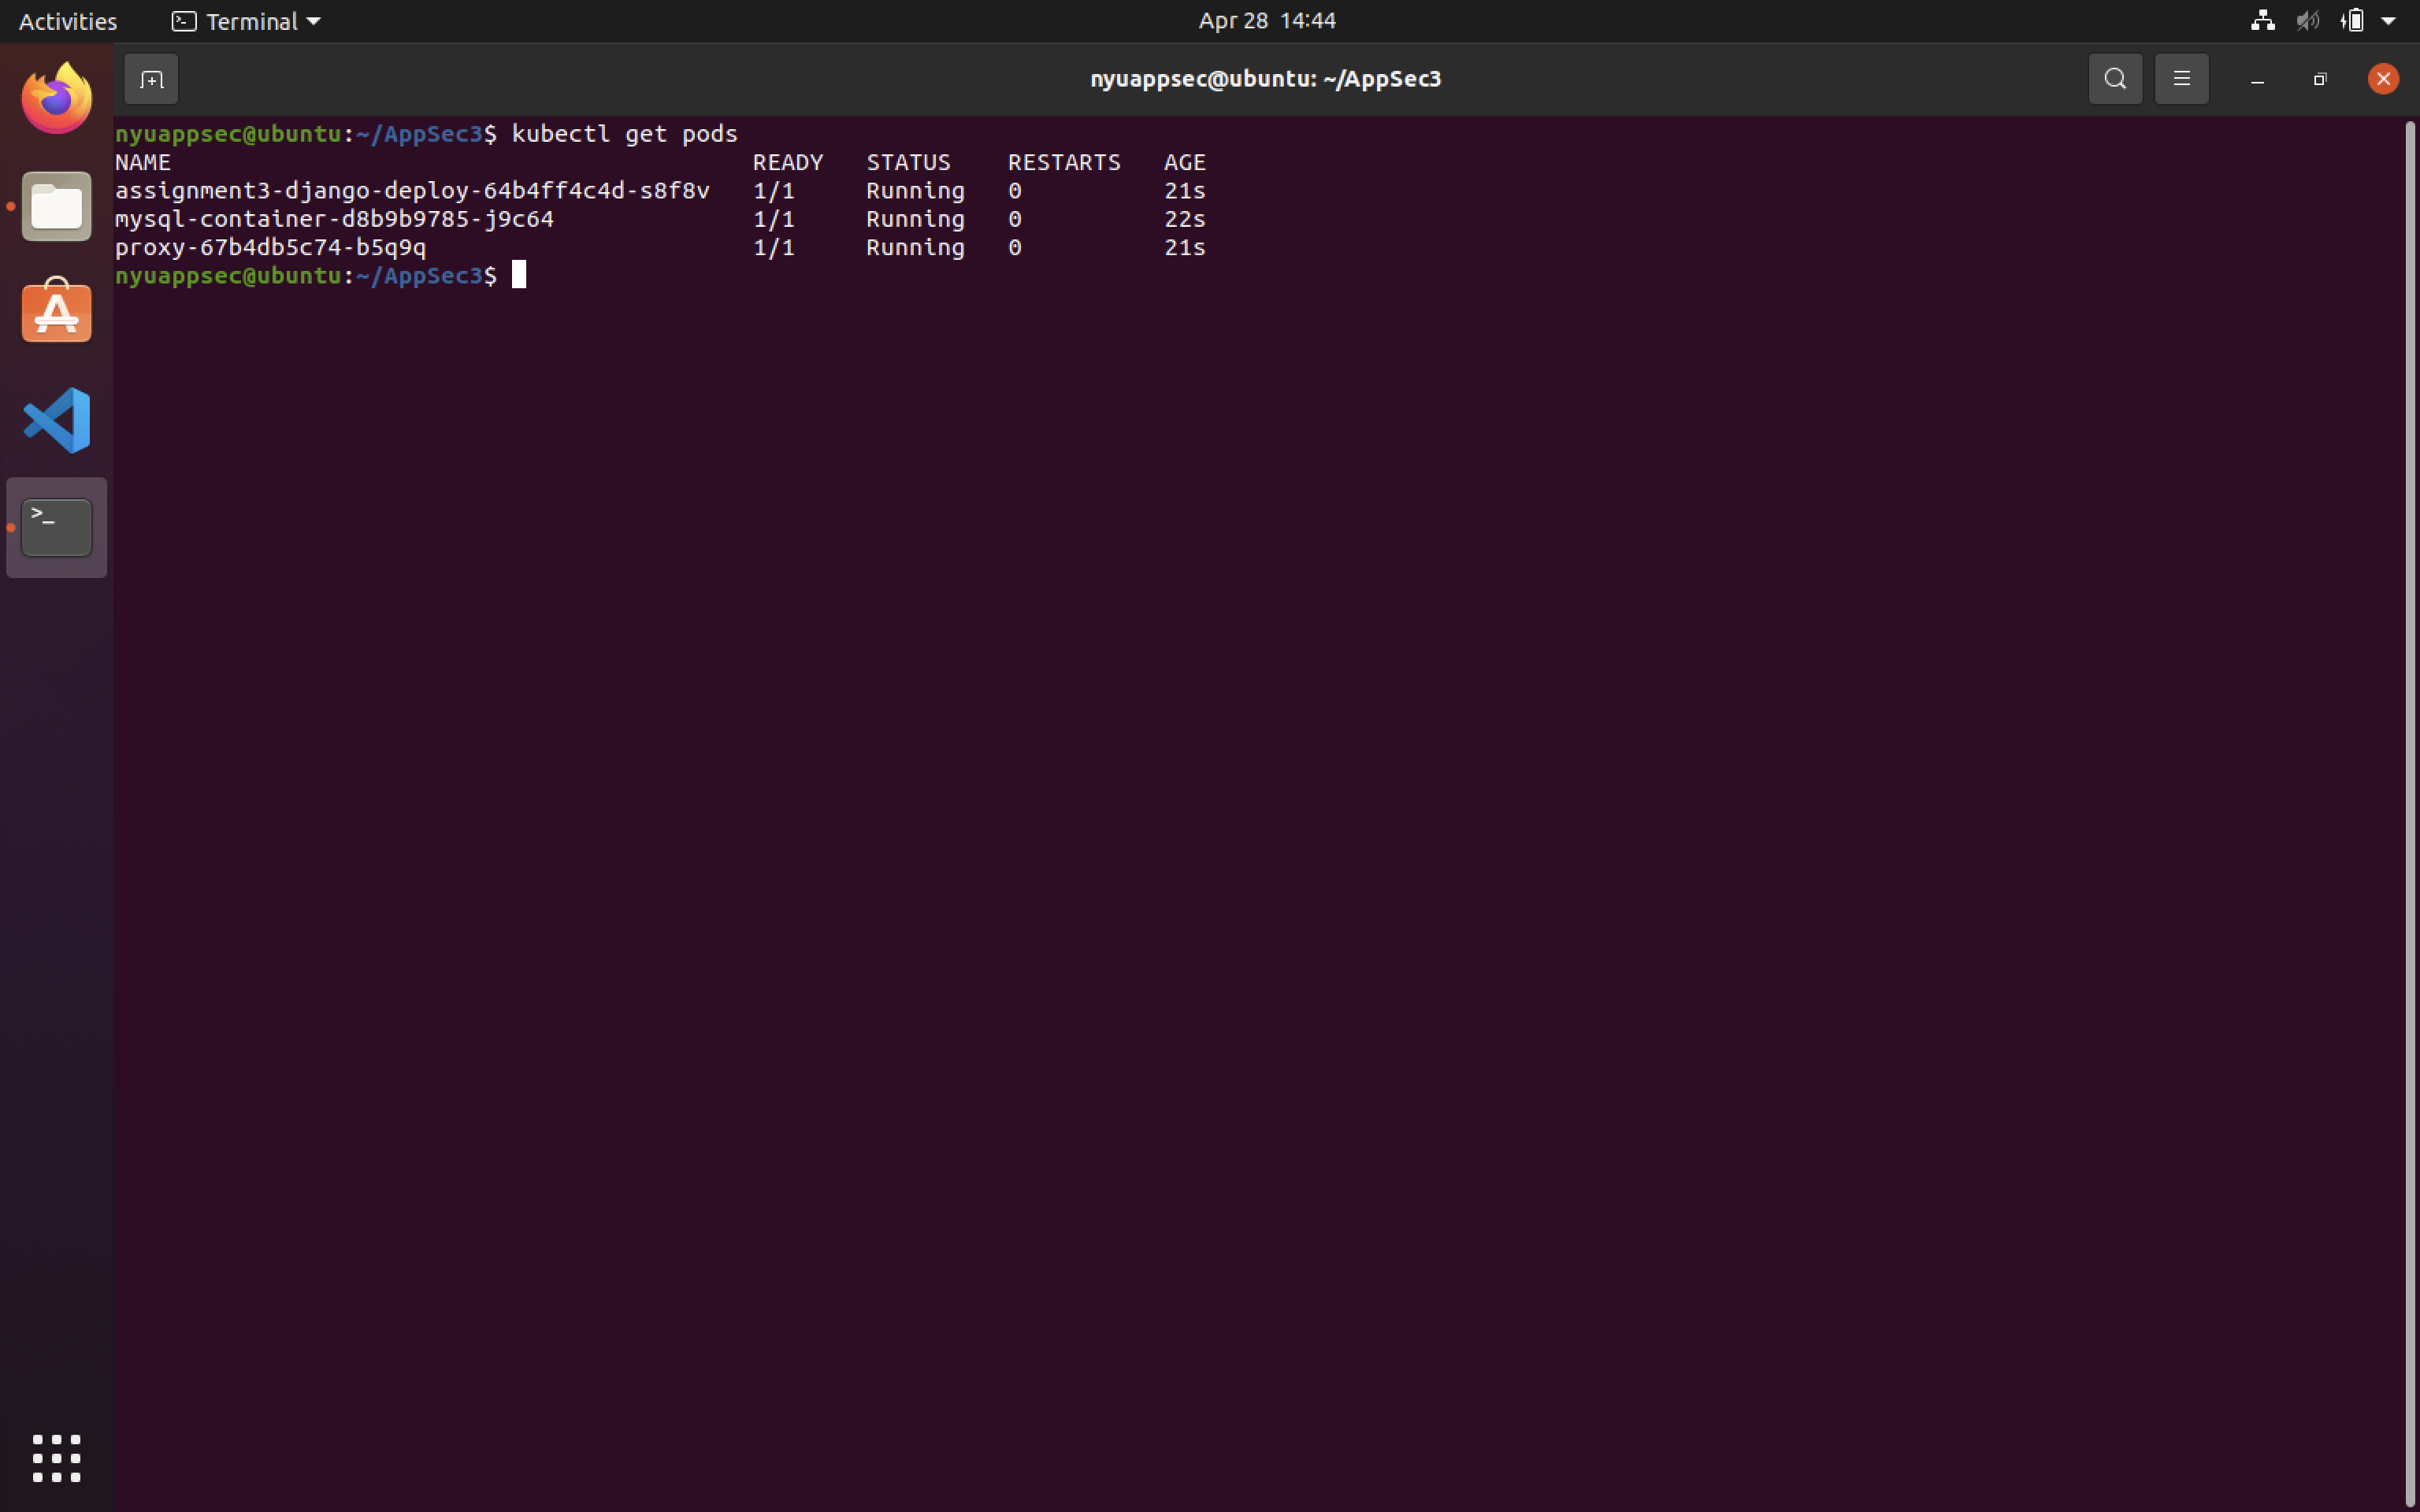 Activities Terminal Apr 28 14:44
nyuappsec@ubuntu: ~/AppSec3
nyuappsec@ubuntu:~/AppSec3$ kubectl get pods
NAME READY STATUS RESTARTS AGE
assignment3-django-deploy-64b4ff4c4d-s8f8v 1/1 Running 0 21s
mysql-container-d8b9b9785-j9c64 1/1 Running 0 22s
proxy-67b4db5c74-b5q9q 1/1 Running 0 21s
nyuappsec@ubuntu:~/AppSec3$